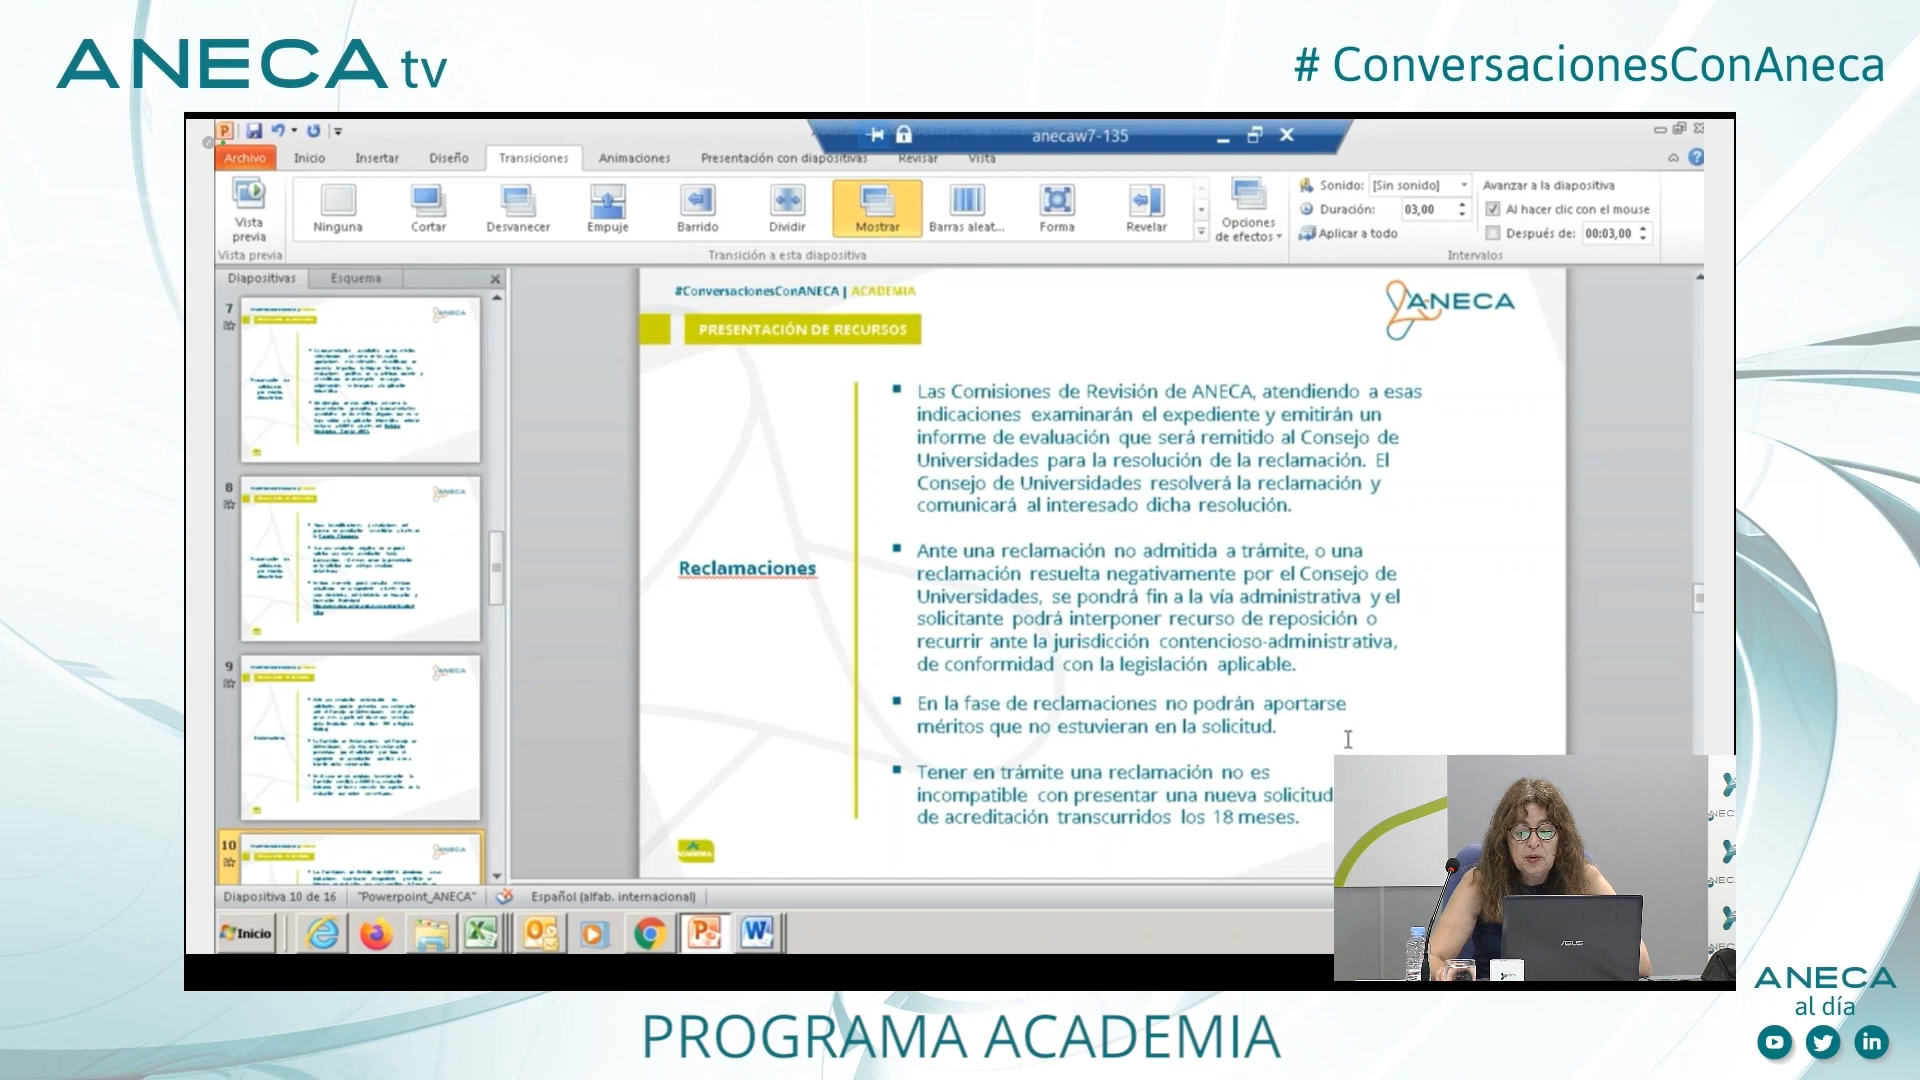 ANECA tv
# ConversacionesConAneca
anecaw7-135
Archivo
Inicio
Insertar
Diseño
Transiciones
Animaciones
Presentación con diapositivas
Revisar
Vista
Vista previa
Ninguna
Cortar
Desvanecer
Empuje
Barrido
Dividir
Mostrar
Barras aleat...
Forma
Revelar
Opciones de efectos
Sonido: [Sin sonido]
Duración: 03,00
Aplicar a todo
Avanzar a la diapositiva
Al hacer clic con el mouse
Después de: 00:03,00
Vista previa
Transición a esta diapositiva
Intervalos
Diapositivas
Esquema
7
8
9
10
#ConversacionesConANECA | ACADEMIA
ANECA
PRESENTACIÓN DE RECURSOS
Reclamaciones
Las Comisiones de Revisión de ANECA, atendiendo a esas
indicaciones examinarán el expediente y emitirán un
informe de evaluación que será remitido al Consejo de
Universidades para la resolución de la reclamación. El
Consejo de Universidades resolverá la reclamación y
comunicará al interesado dicha resolución.
Ante una reclamación no admitida a trámite, o una
reclamación resuelta negativamente por el Consejo de
Universidades, se pondrá fin a la vía administrativa y el
solicitante podrá interponer recurso de reposición o
recurrir ante la jurisdicción contencioso-administrativa,
de conformidad con la legislación aplicable.
En la fase de reclamaciones no podrán aportarse
méritos que no estuvieran en la solicitud.
Tener en trámite una reclamación no es
incompatible con presentar una nueva solicitud
de acreditación transcurridos los 18 meses.
Diapositiva 10 de 16
"Powerpoint_ANECA"
Español (alfab. internacional)
Inicio
ASUS
ANECA
al día
PROGRAMA ACADEMIA